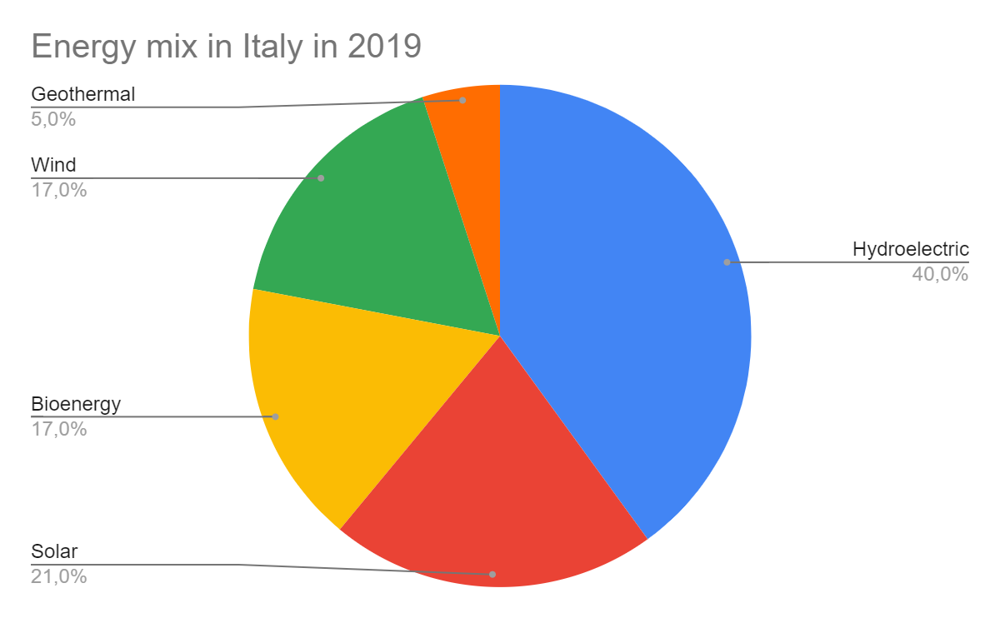 Energy mix in Italy in 2019
Geothermal
5,0%
Wind
17,0%
Hydroelectric
40,0%
Bioenergy
17,0%
Solar
21,0%